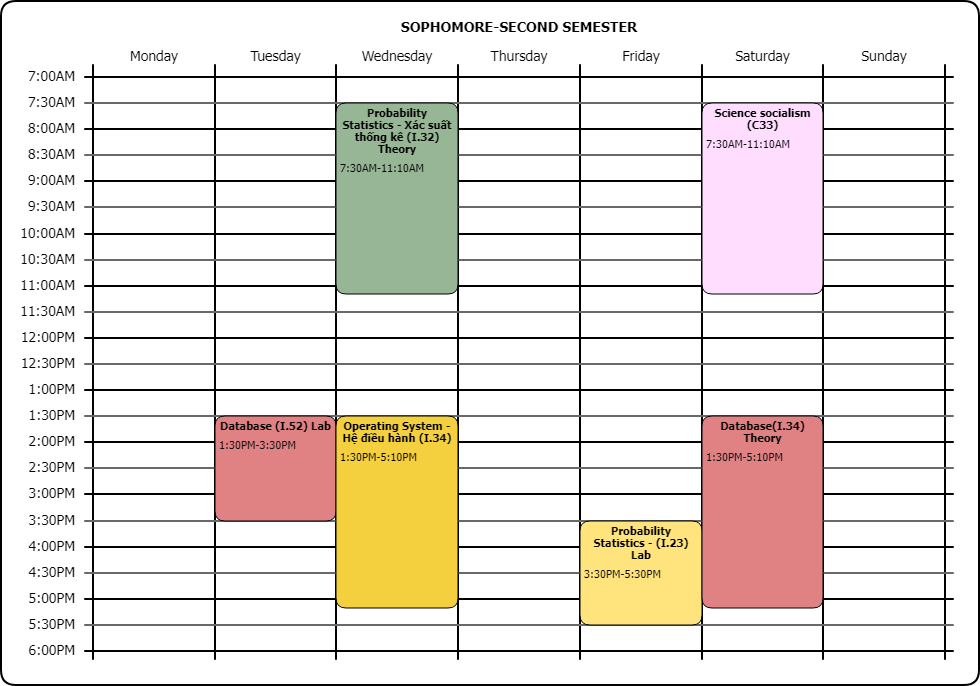 SOPHOMORE-SECOND SEMESTER
Monday Tuesday Wednesday Thursday Friday Saturday Sunday
7:00AM
7:30AM
8:00AM
8:30AM
9:00AM
9:30AM
10:00AM
10:30AM
11:00AM
11:30AM
12:00PM
12:30PM
1:00PM
1:30PM
2:00PM
2:30PM
3:00PM
3:30PM
4:00PM
4:30PM
5:00PM
5:30PM
6:00PM
Database (I.52) Lab
1:30PM-3:30PM
Probability
Statistics - Xác suất
thống kê (I.32)
Theory
7:30AM-11:10AM
Operating System -
Hệ điều hành (I.34)
1:30PM-5:10PM
Probability
Statistics - (I.23)
Lab
3:30PM-5:30PM
Science socialism
(C33)
7:30AM-11:10AM
Database(I.34)
Theory
1:30PM-5:10PM